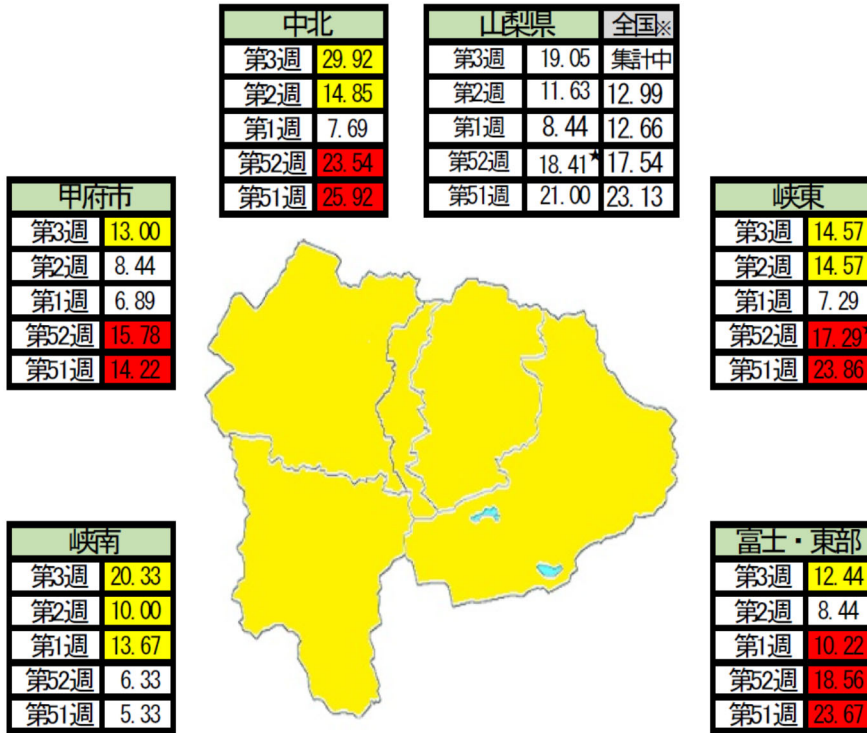 中北
第3週 29.92
第2週 14.85
第1週 7.69
第52週 23.54
第51週 25.92
山梨県 全国※
第3週 19.05 集計中
第2週 11.63 12.99
第1週 8.44 12.66
第52週 18.41★ 17.54
第51週 21.00 23.13
甲府市
第3週 13.00
第2週 8.44
第1週 6.89
第52週 15.78
第51週 14.22
峡東
第3週 14.57
第2週 14.57
第1週 7.29
第52週 17.29
第51週 23.86
峡南
第3週 20.33
第2週 10.00
第1週 13.67
第52週 6.33
第51週 5.33
富士・東部
第3週 12.44
第2週 8.44
第1週 10.22
第52週 18.56
第51週 23.67